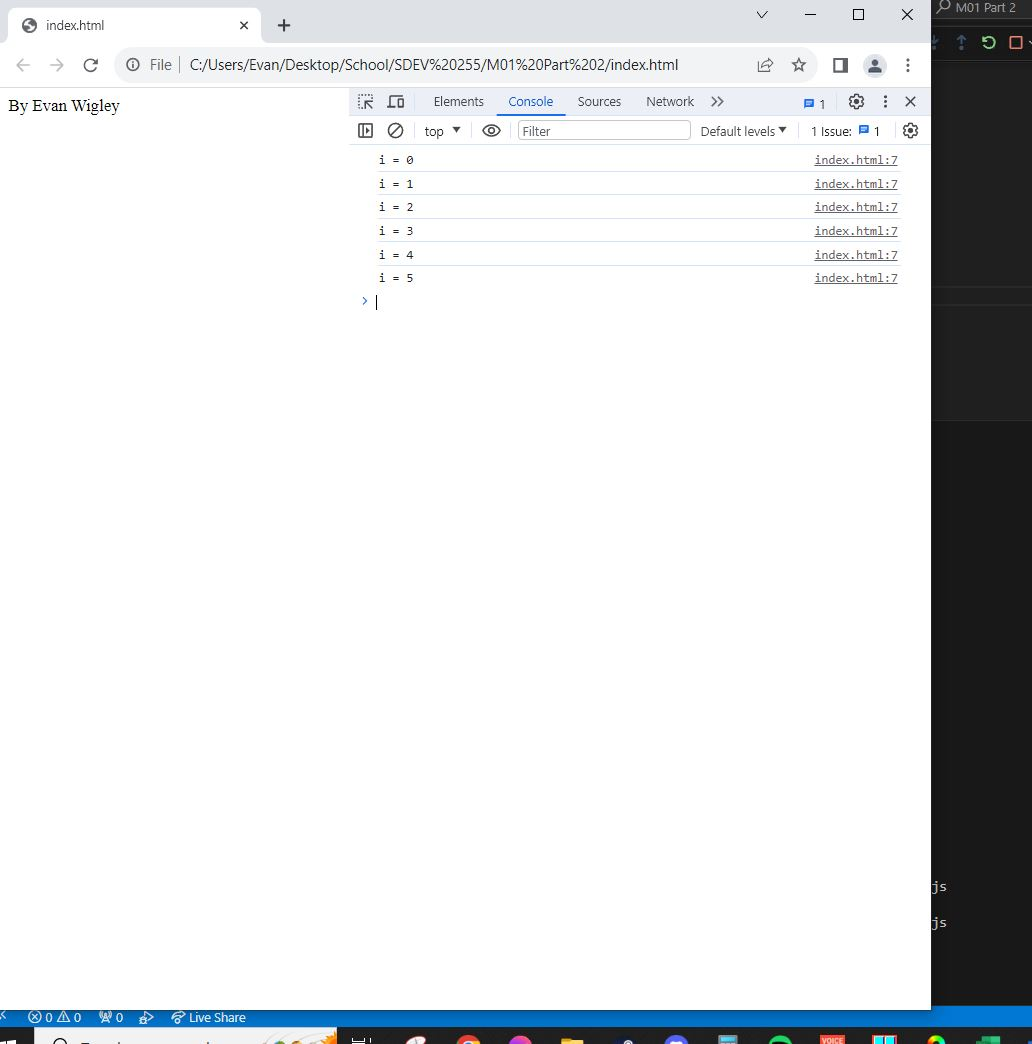 index.html
M01 Part 2
File C:/Users/Evan/Desktop/School/SDEV%20255/M01%20Part%202/index.html
By Evan Wigley
Elements Console Sources Network 1
top Filter Default levels 1 Issue: 1
i = 0 index.html:7
i = 1 index.html:7
i = 2 index.html:7
i = 3 index.html:7
i = 4 index.html:7
i = 5 index.html:7
js
js
0 0 0 Live Share
VOICE